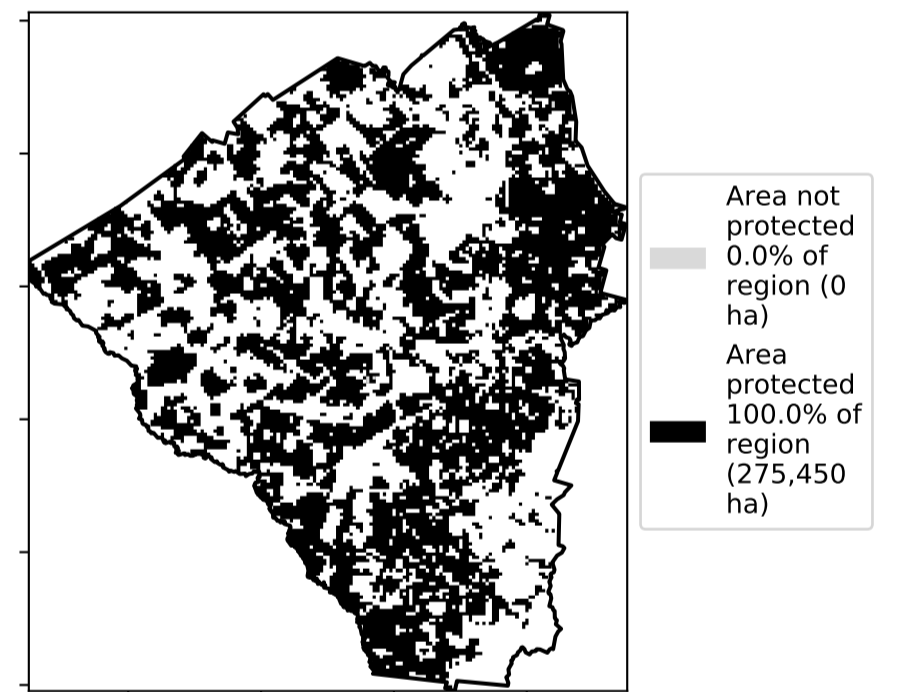 Area not
protected
0.0% of
region (0
ha)
Area
protected
100.0% of
region
(275,450
ha)